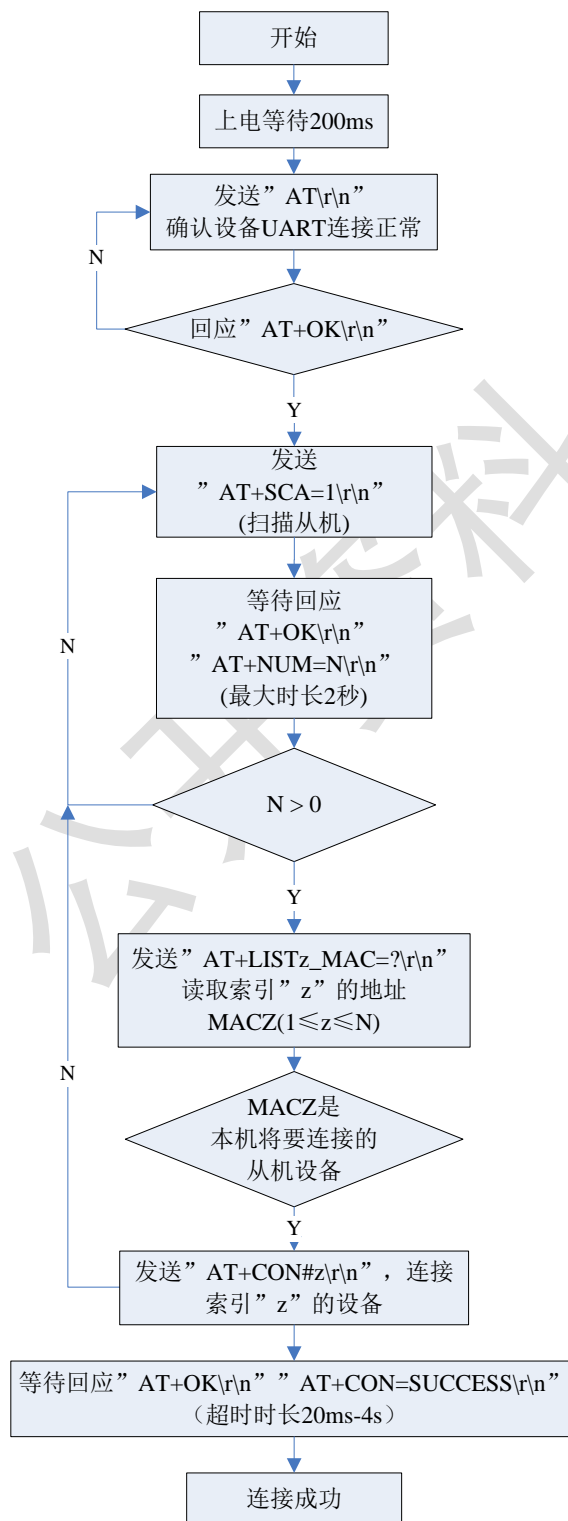 开始
上电等待200ms
发送”AT\r\n”
确认设备UART连接正常
N
回应”AT+OK\r\n”
Y
发送
”AT+SCA=1\r\n”
(扫描从机)
等待回应
”AT+OK\r\n”
”AT+NUM=N\r\n”
(最大时长2秒)
N
N > 0
Y
发送”AT+LISTz_MAC=?\r\n”
读取索引”z”的地址
MACZ(1≤z≤N)
N
MACZ是
本机将要连接的
从机设备
Y
发送”AT+CON#z\r\n”，连接
索引”z”的设备
等待回应”AT+OK\r\n””AT+CON=SUCCESS\r\n”
（超时时长20ms-4s）
连接成功